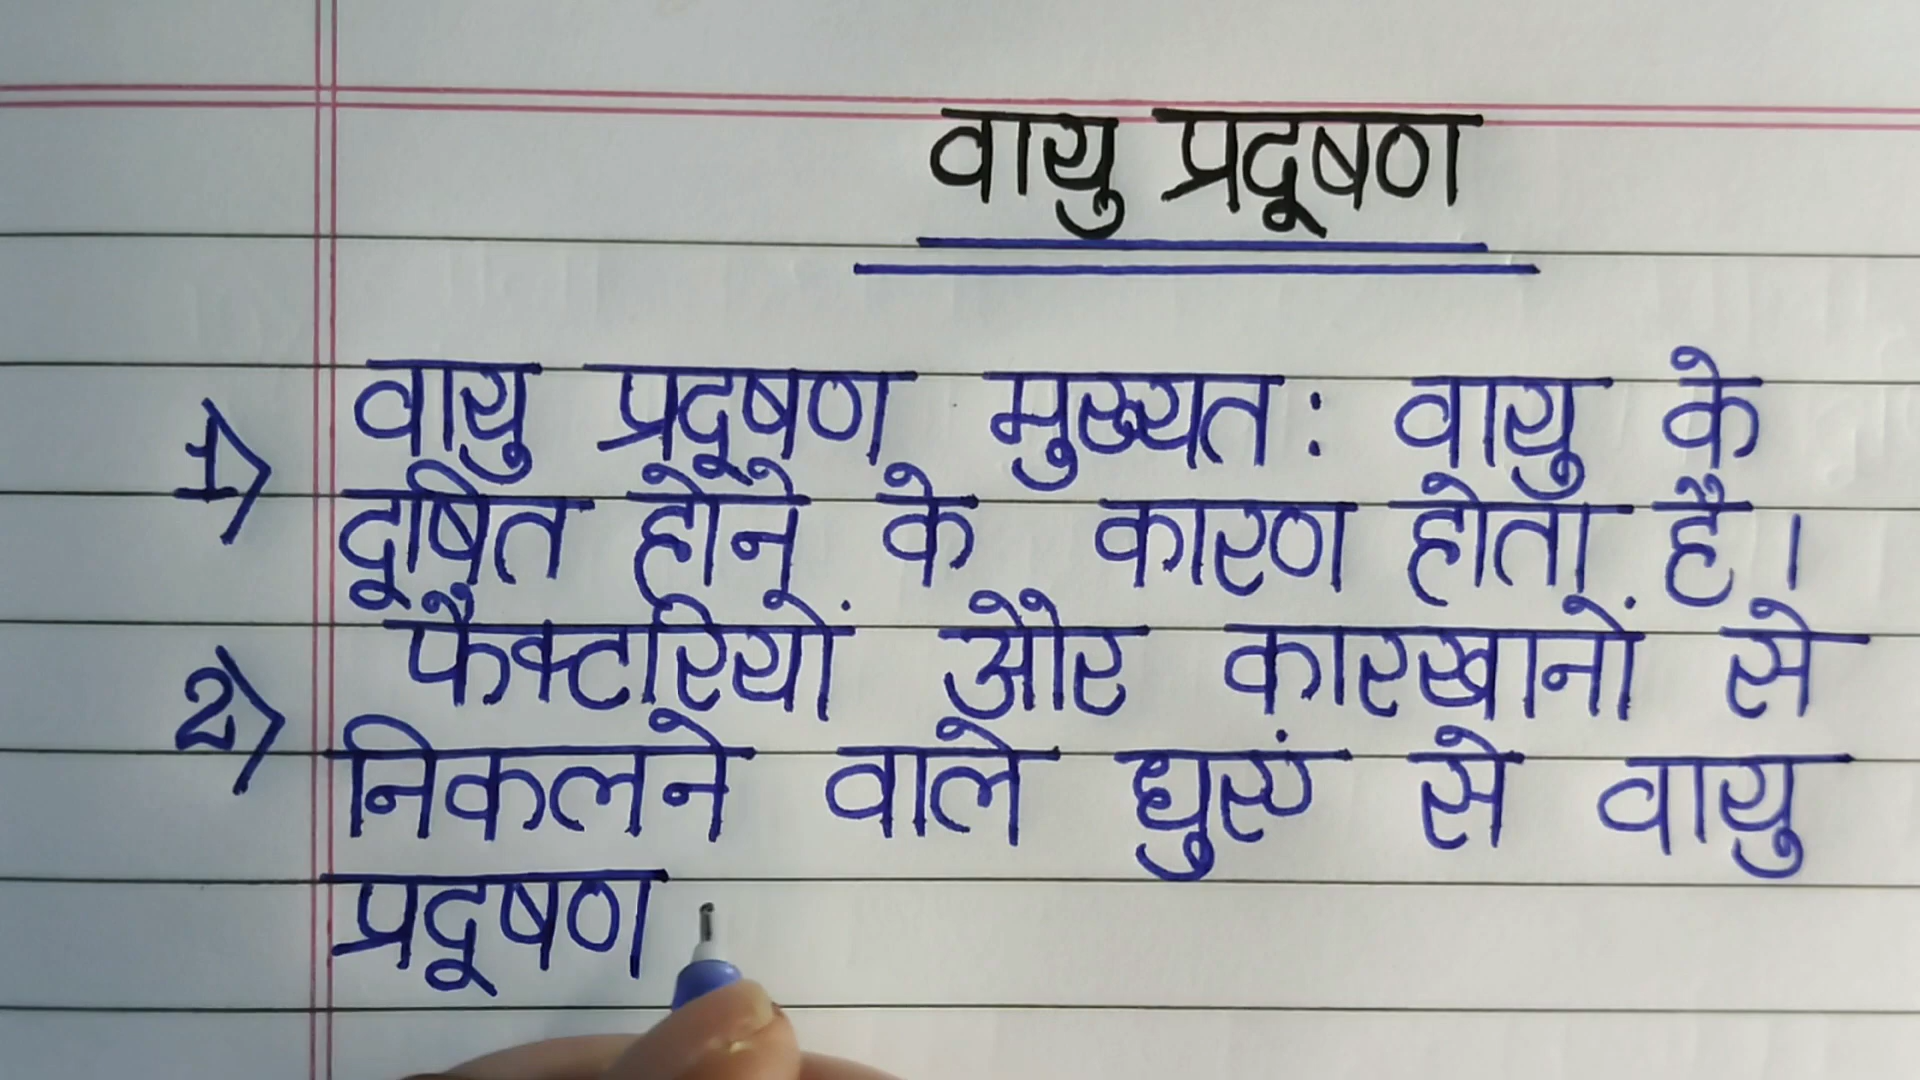 वायु प्रदूषण
1) वायु प्रदूषण मुख्यत: वायु के
दूषित होने के कारण होता है।
2) फैक्टरियों और कारखानों से
निकलने वाले धुएं से वायु
प्रदूषण